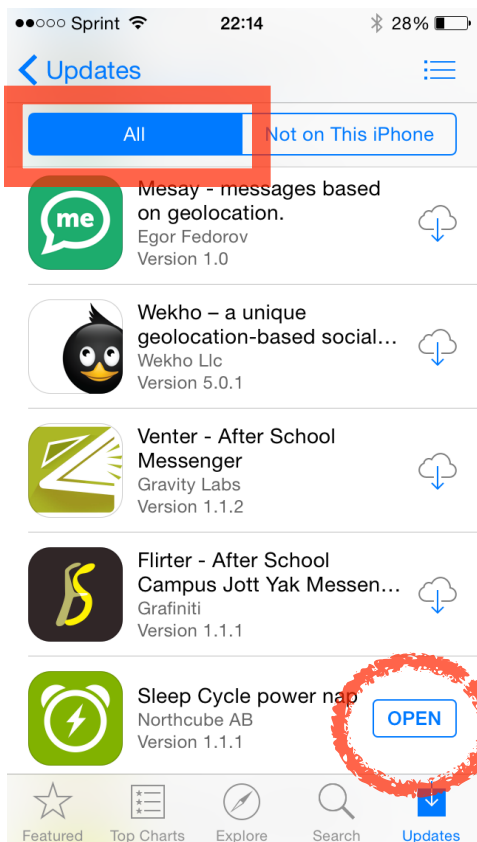 Sprint 22:14 28%
Updates
All Not on This iPhone
Mesay - messages based
on geolocation.
Egor Fedorov
Version 1.0
me
Wekho – a unique
geolocation-based social...
Wekho Llc
Version 5.0.1
Venter - After School
Messenger
Gravity Labs
Version 1.1.2
Flirter - After School
Campus Jott Yak Messen...
Grafiniti
Version 1.1.1
Sleep Cycle power nap
Northcube AB
Version 1.1.1
OPEN
Featured Top Charts Explore Search Updates